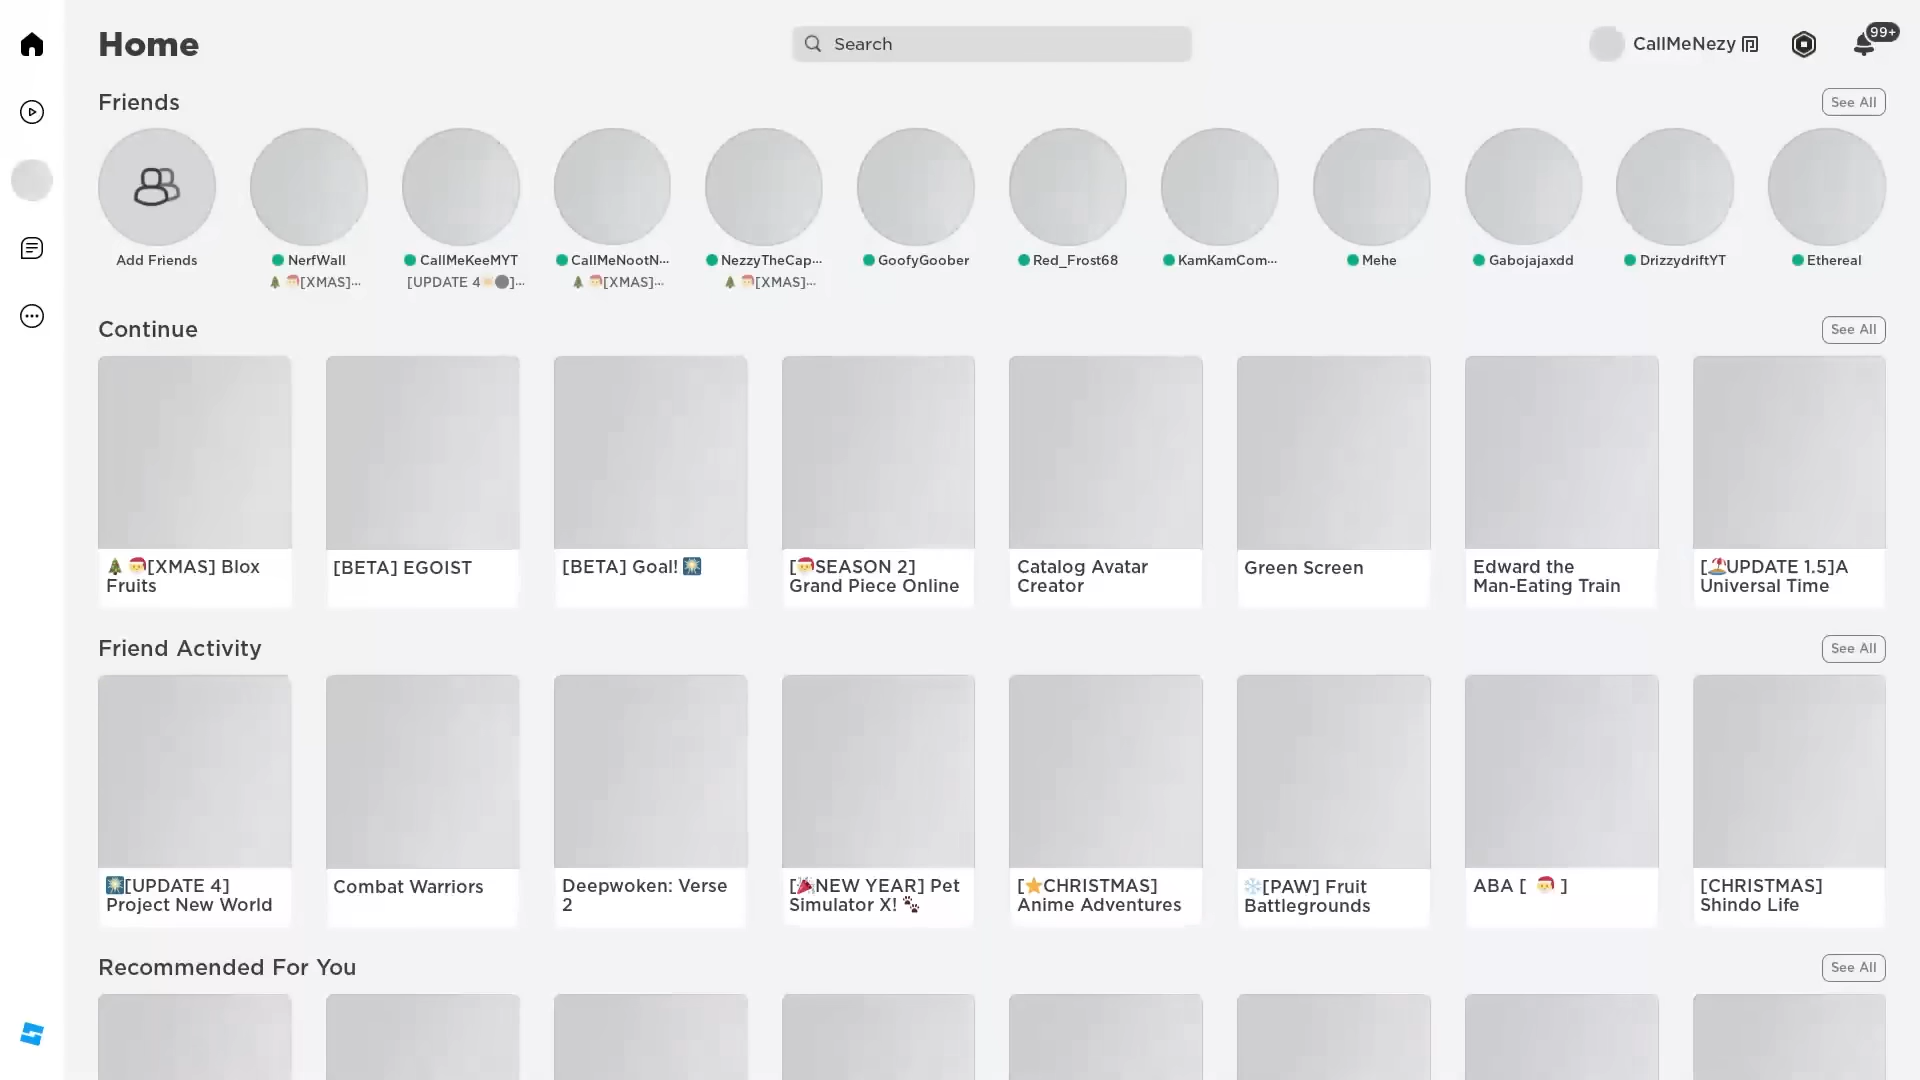 Home
Search
CallMeNezy
99+
Friends
See All
Add Friends
NerfWall
🎄🎅[XMAS]...
CallMeKeeMYT
[UPDATE 4🌕🌑]...
CallMeNootN...
🎄🎅[XMAS]...
NezzyTheCap...
🎄🎅[XMAS]...
GoofyGoober
Red_Frost68
KamKamCom...
Mehe
Gabojajaxdd
DrizzydriftYT
Ethereal
Continue
See All
🎄🎅[XMAS] Blox
Fruits
[BETA] EGOIST
[BETA] Goal! 🎆
[🎅SEASON 2]
Grand Piece Online
Catalog Avatar
Creator
Green Screen
Edward the
Man-Eating Train
[🏖️UPDATE 1.5]A
Universal Time
Friend Activity
See All
🎆[UPDATE 4]
Project New World
Combat Warriors
Deepwoken: Verse
2
[🎉NEW YEAR] Pet
Simulator X! 🐾
[⭐CHRISTMAS]
Anime Adventures
❄️[PAW] Fruit
Battlegrounds
ABA [ 🎅 ]
[CHRISTMAS]
Shindo Life
Recommended For You
See All